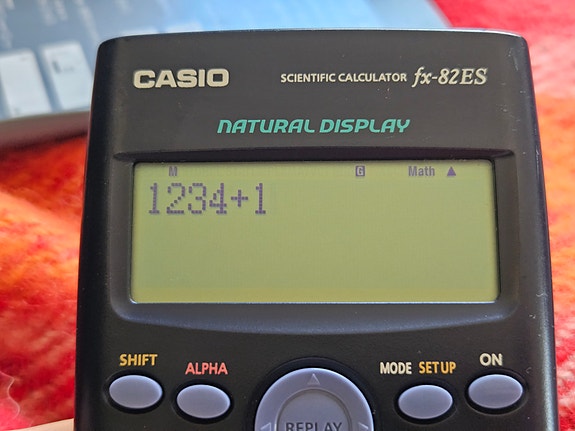 CASIO SCIENTIFIC CALCULATOR fx-82ES
NATURAL DISPLAY
M G Math ▲
1234+1
SHIFT ALPHA MODE SETUP ON
REPLAY